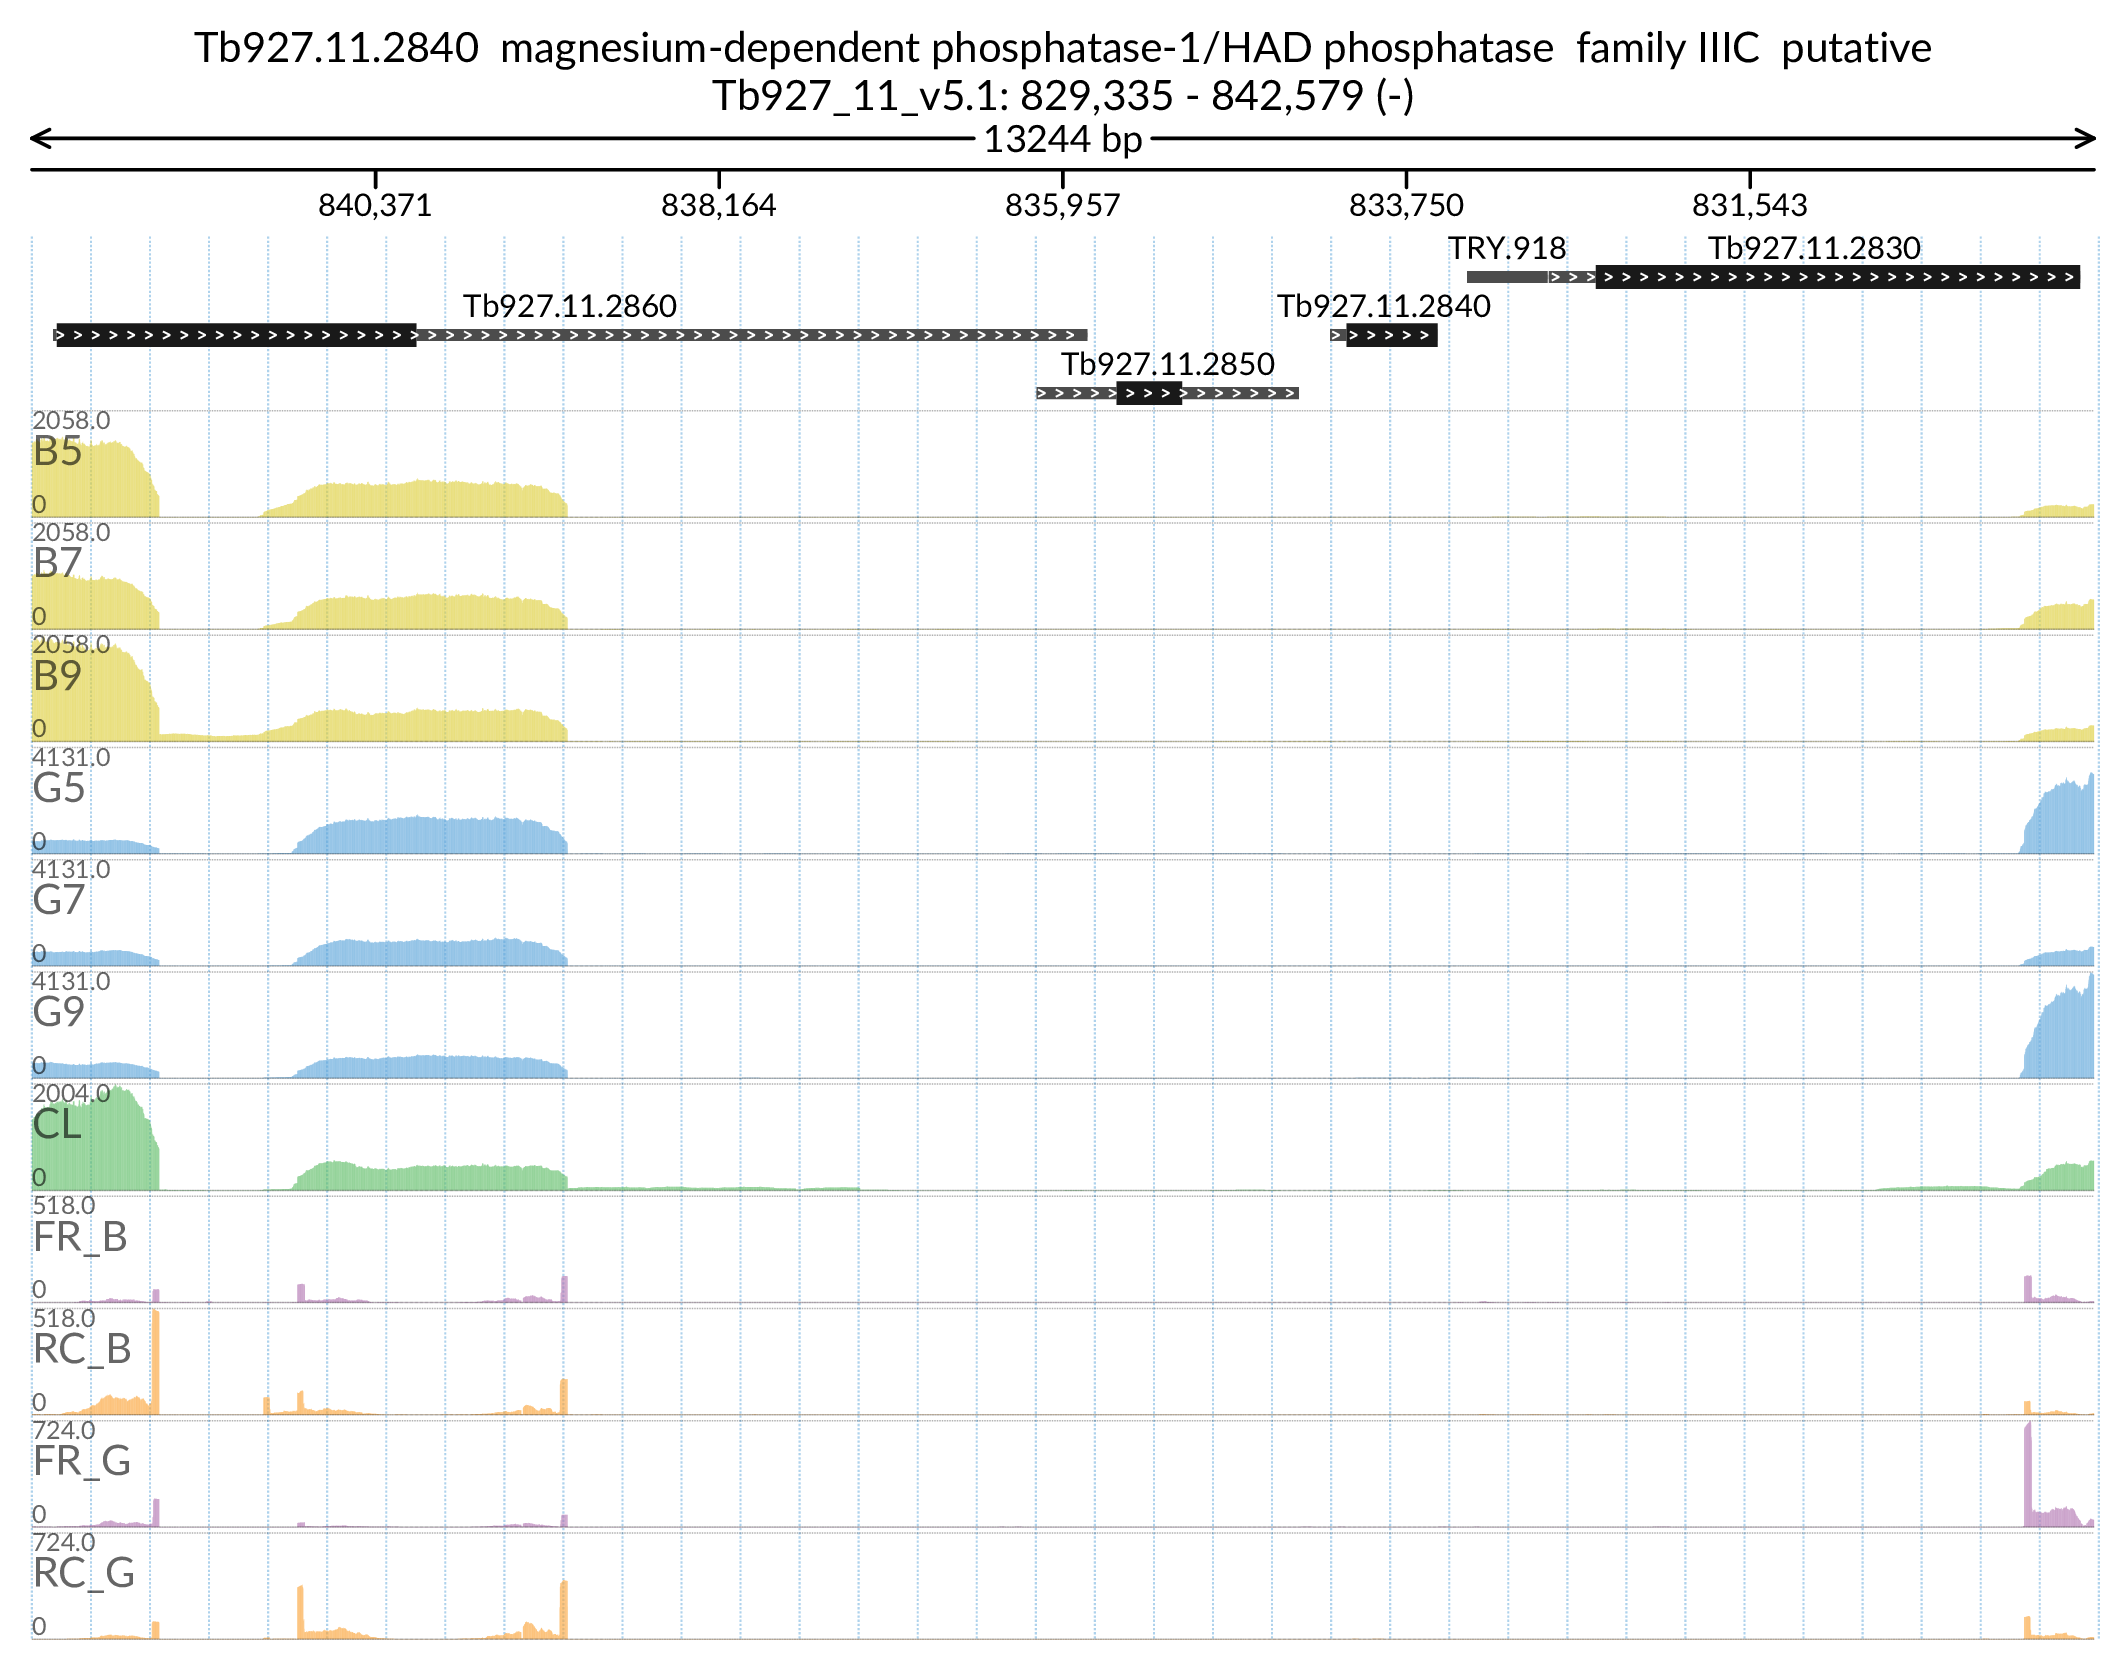 Tb927.11.2840 magnesium-dependent phosphatase-1/HAD phosphatase family IIIC putative
Tb927_11_v5.1: 829,335 - 842,579 (-)
13244 bp
840,371 838,164 835,957 833,750 831,543
TRY.918 Tb927.11.2830
Tb927.11.2860 Tb927.11.2840
Tb927.11.2850
2058.0
B5
0
2058.0
B7
0
2058.0
B9
0
4131.0
G5
0
4131.0
G7
0
4131.0
G9
0
2004.0
CL
0
518.0
FR_B
0
518.0
RC_B
0
724.0
FR_G
0
724.0
RC_G
0